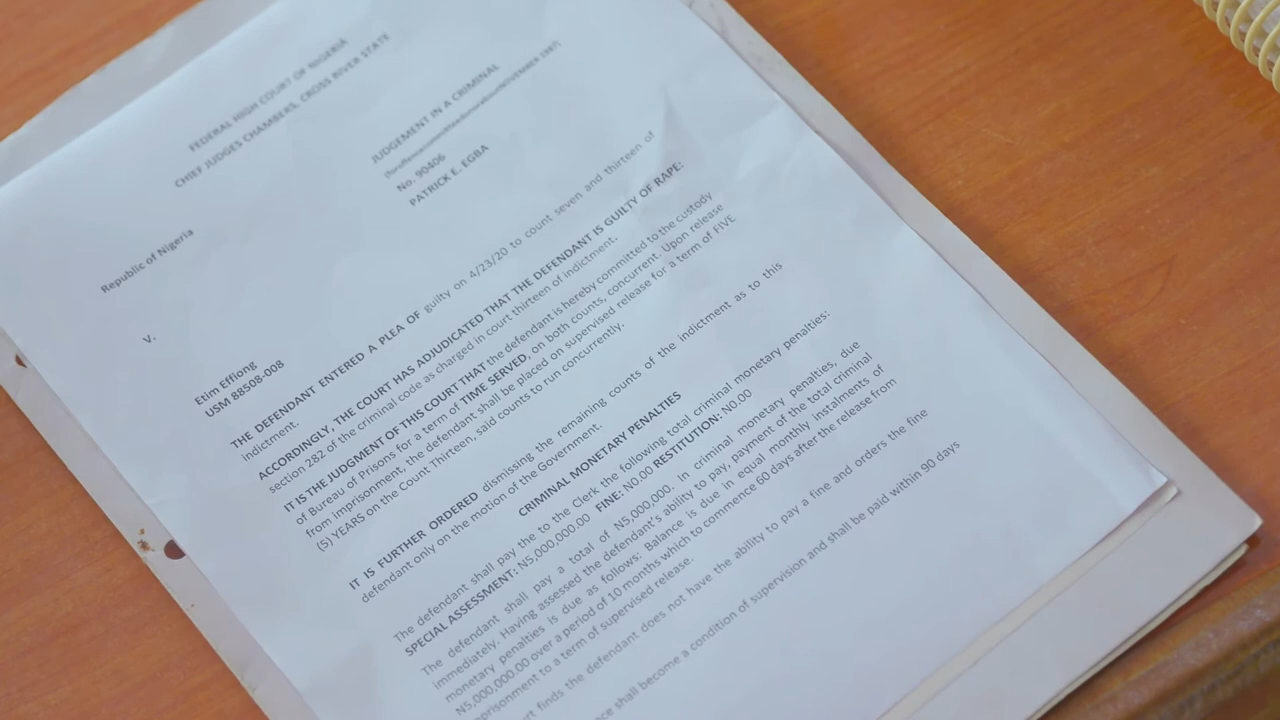 FEDERAL HIGH COURT OF NIGERIA
CHIEF JUDGES CHAMBERS, CROSS RIVER STATE
JUDGEMENT IN A CRIMINAL
No. 90406
PATRICK E. EGBA
Republic of Nigeria
V.
Etim Effiong
USM 88508-008
THE DEFENDANT ENTERED A PLEA OF guilty on 4/23/20 to count seven and thirteen of
indictment.
ACCORDINGLY, THE COURT HAS ADJUDICATED THAT THE DEFENDANT IS GUILTY OF RAPE:
section 282 of the criminal code as charged in court thirteen of indictment.
IT IS THE JUDGMENT OF THIS COURT THAT the defendant is hereby committed to the custody
of Bureau of Prisons for a term of TIME SERVED, on both counts, concurrent. Upon release
from imprisonment, the defendant shall be placed on supervised release for a term of FIVE
(5) YEARS on the Count Thirteen, said counts to run concurrently.
IT IS FURTHER ORDERED dismissing the remaining counts of the indictment as to this
defendant only on the motion of the Government.
CRIMINAL MONETARY PENALTIES
The defendant shall pay the to the Clerk the following total criminal monetary penalties:
SPECIAL ASSESSMENT: N5,000,000.00 FINE: N0.00 RESTITUTION: N0.00
The defendant shall pay a total of N5,000,000. In criminal monetary penalties, due
immediately. Having assessed the defendant's ability to pay, payment of the total criminal
monetary penalties is due as follows: Balance is due in equal monthly instalments of
N5,000,000.00 over a period of 10 months which to commence 60 days after the release from
imprisonment to a term of supervised release.
finds the defendant does not have the ability to pay a fine and orders the fine
shall become a condition of supervision and shall be paid within 90 days